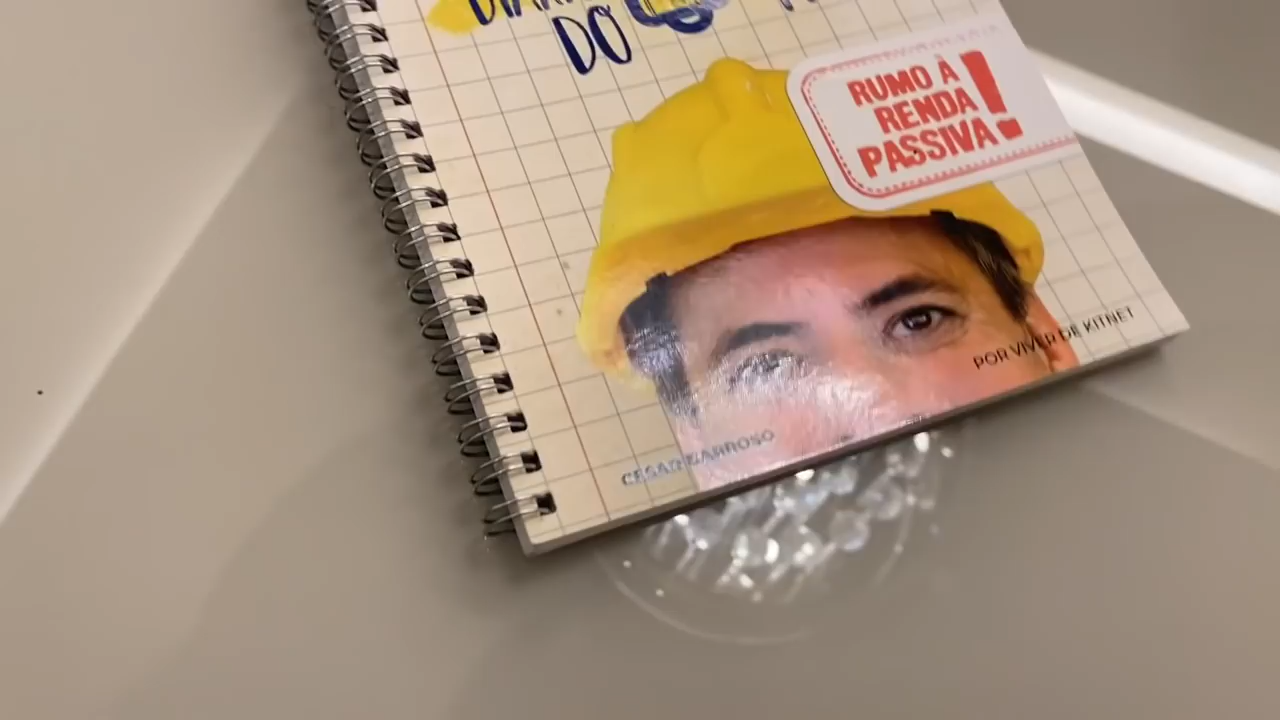 DO
RUMO À
RENDA
PASSIVA!
POR VIVER DE KITNET
CESAR BARROSO